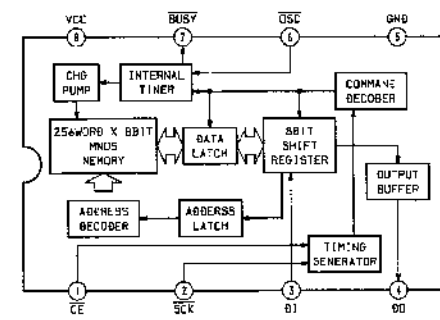 VCC BUSY OSC GND
8 7 6 5
CHG
PUMP
INTERNAL
TIMER
COMMAND
DECODER
256WORD X 8BIT
MNOS
MEMORY
DATA
LATCH
8BIT
SHIFT
REGISTER
OUTPUT
BUFFER
ADDRESS
DECODER
ADDERSS
LATCH
TIMING
GENERATOR
1 2 3 4
CE SCK DI DO